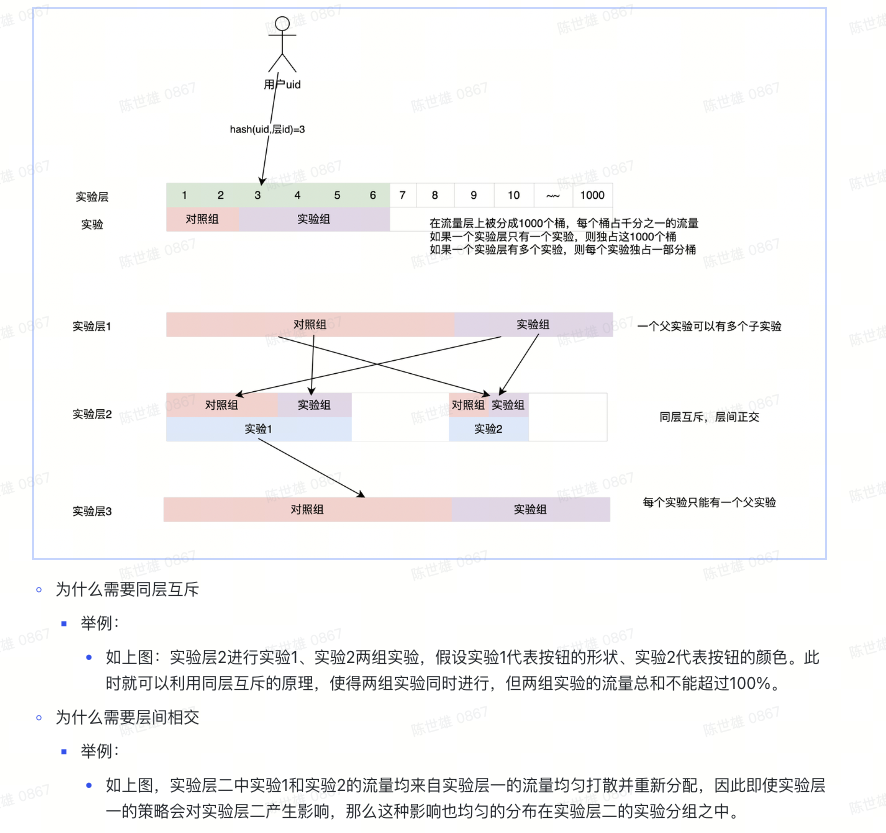 用户uid
hash(uid,层id)=3
实验层 1 2 3 4 5 6 7 8 9 10 ~~ 1000
实验 对照组 实验组
在流量层上被分成1000个桶，每个桶占千分之一的流量
如果一个实验层只有一个实验，则独占这1000个桶
如果一个实验层有多个实验，则每个实验独占一部分桶
实验层1 对照组 实验组 一个父实验可以有多个子实验
实验层2 对照组 实验组 对照组 实验组 同层互斥，层间正交
实验1 实验2
实验层3 对照组 实验组 每个实验只能有一个父实验
为什么需要同层互斥
举例：
如上图：实验层2进行实验1、实验2两组实验，假设实验1代表按钮的形状、实验2代表按钮的颜色。此
时就可以利用同层互斥的原理，使得两组实验同时进行，但两组实验的流量总和不能超过100%。
为什么需要层间相交
举例：
如上图，实验层二中实验1和实验2的流量均来自实验层一的流量均匀打散并重新分配，因此即使实验层
一的策略会对实验层二产生影响，那么这种影响也均匀的分布在实验层二的实验分组之中。
陈世雄 0867